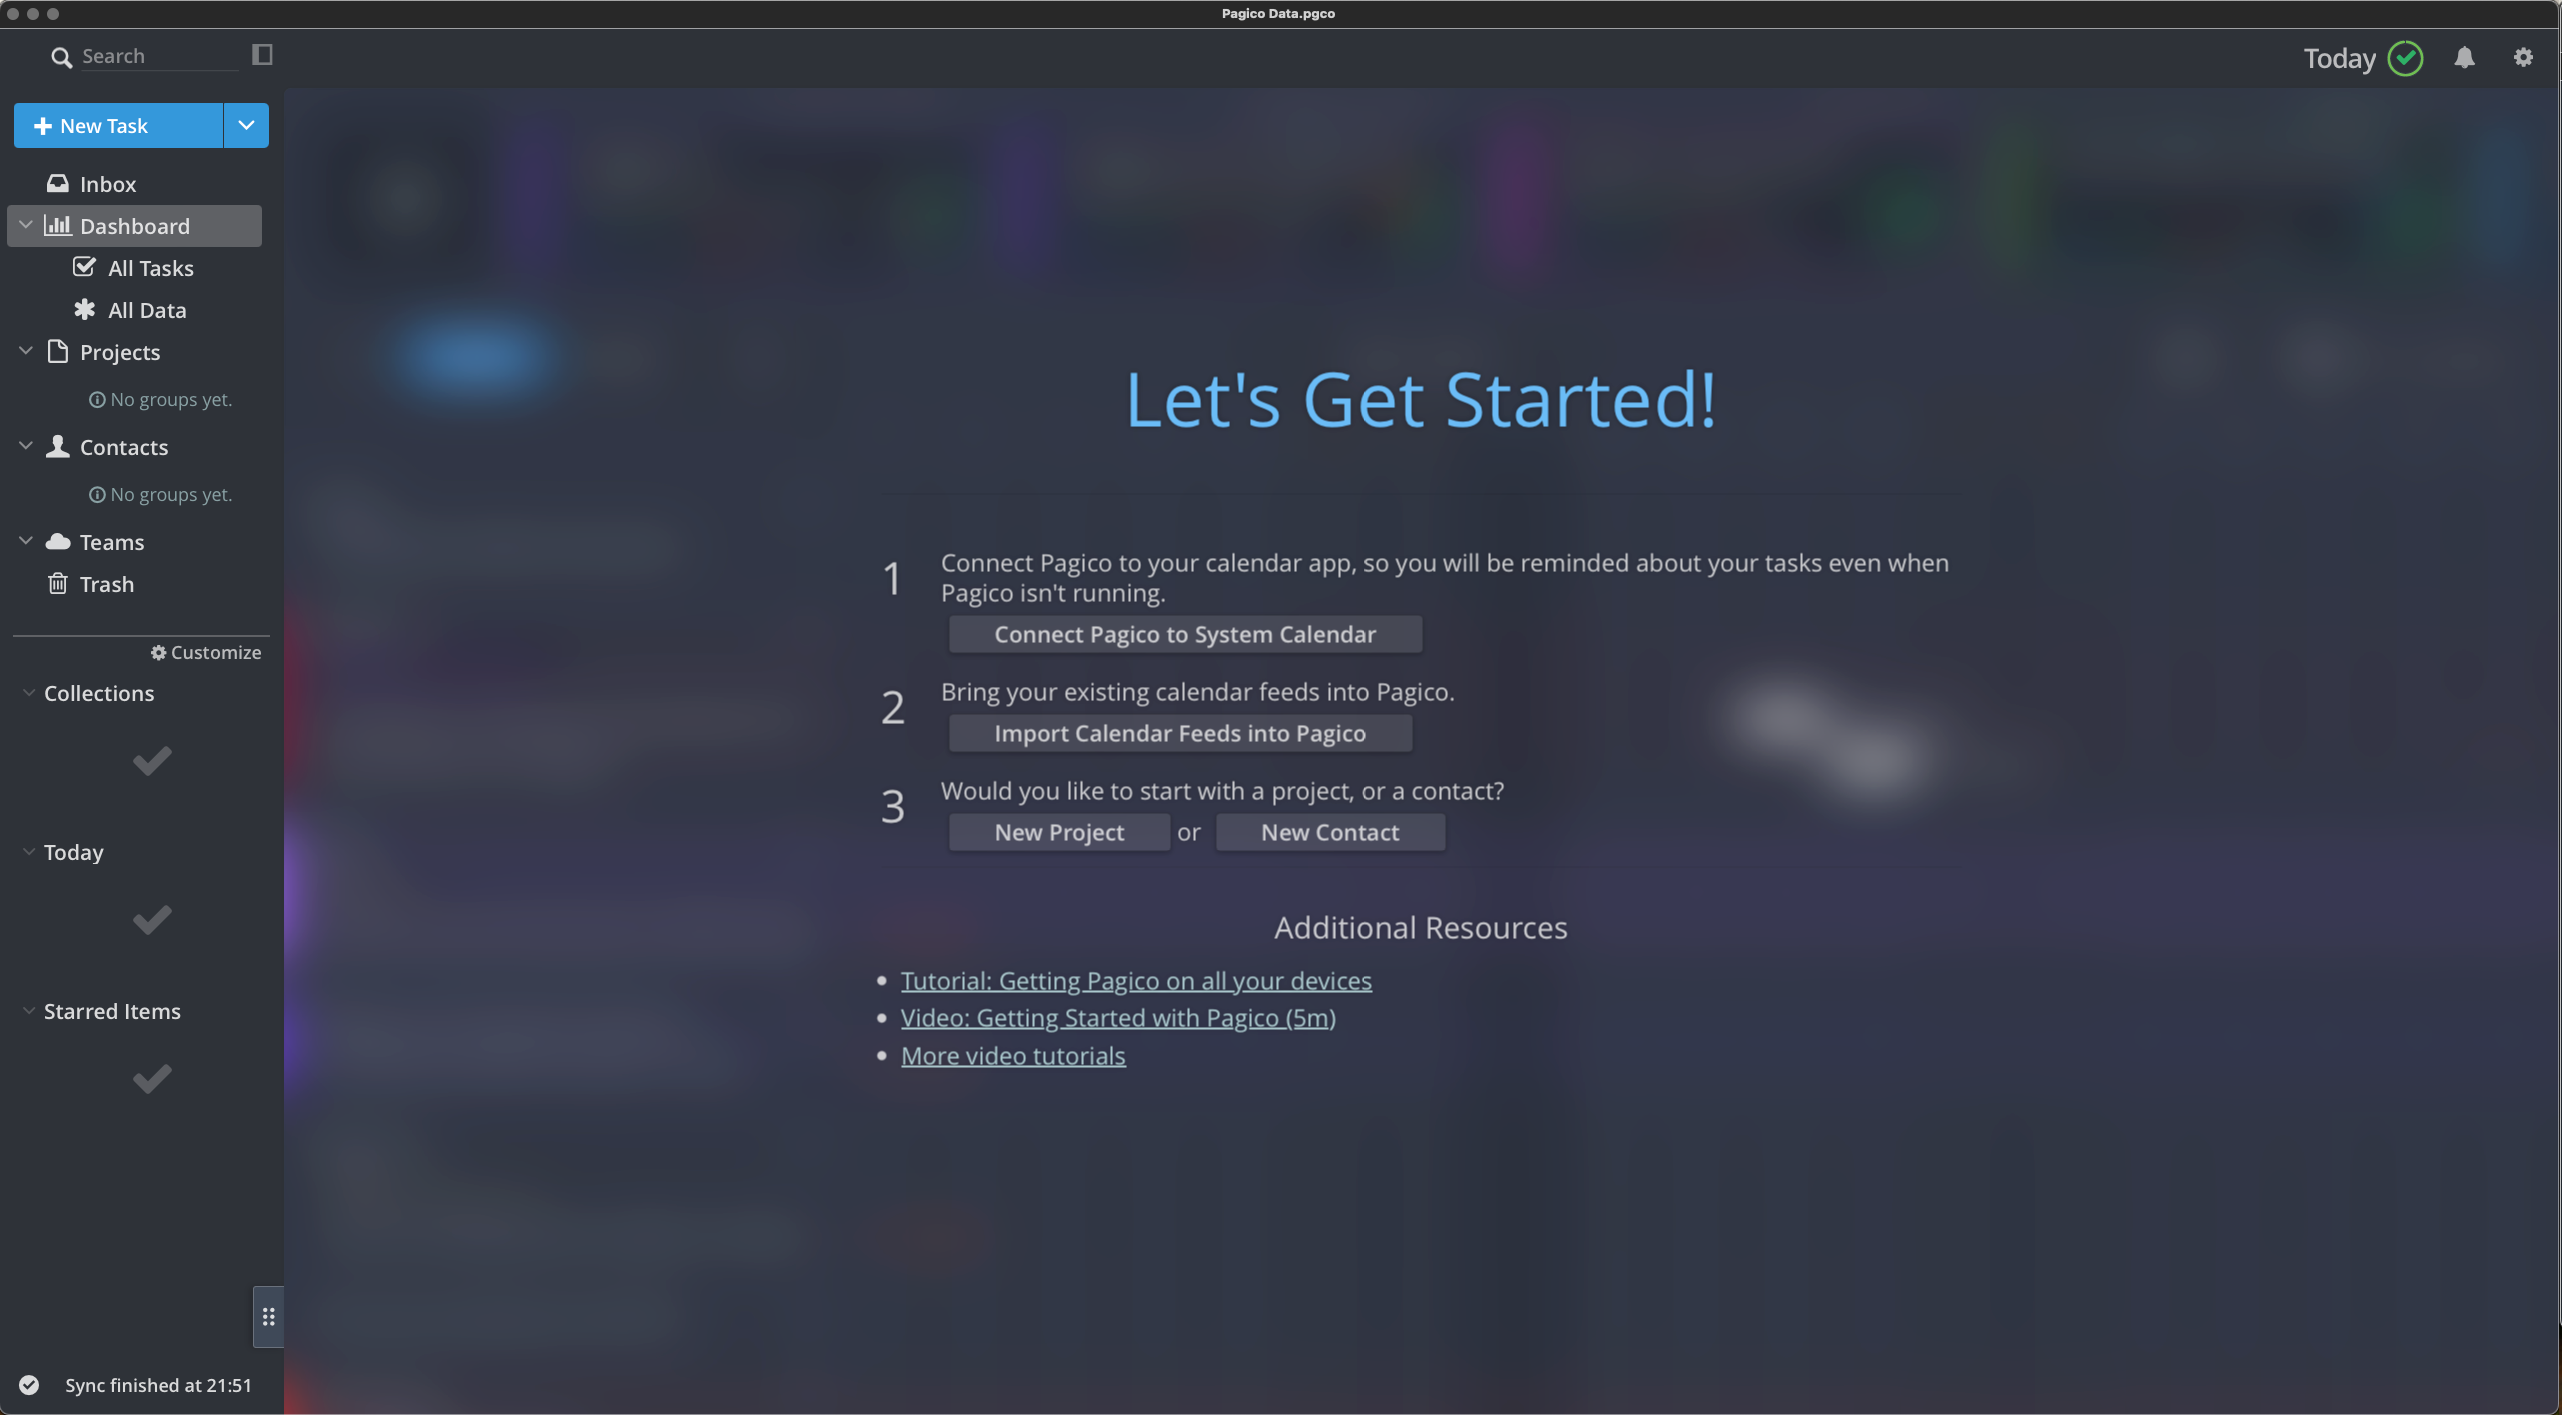 Pagico Data.pgco
Search
Today
New Task
Inbox
Dashboard
All Tasks
All Data
Projects
No groups yet.
Contacts
No groups yet.
Teams
Trash
Customize
Collections
Today
Starred Items
Sync finished at 21:51
Let's Get Started!
1
Connect Pagico to your calendar app, so you will be reminded about your tasks even when
Pagico isn't running.
Connect Pagico to System Calendar
2
Bring your existing calendar feeds into Pagico.
Import Calendar Feeds into Pagico
3
Would you like to start with a project, or a contact?
New Project or New Contact
Additional Resources
• Tutorial: Getting Pagico on all your devices
• Video: Getting Started with Pagico (5m)
• More video tutorials